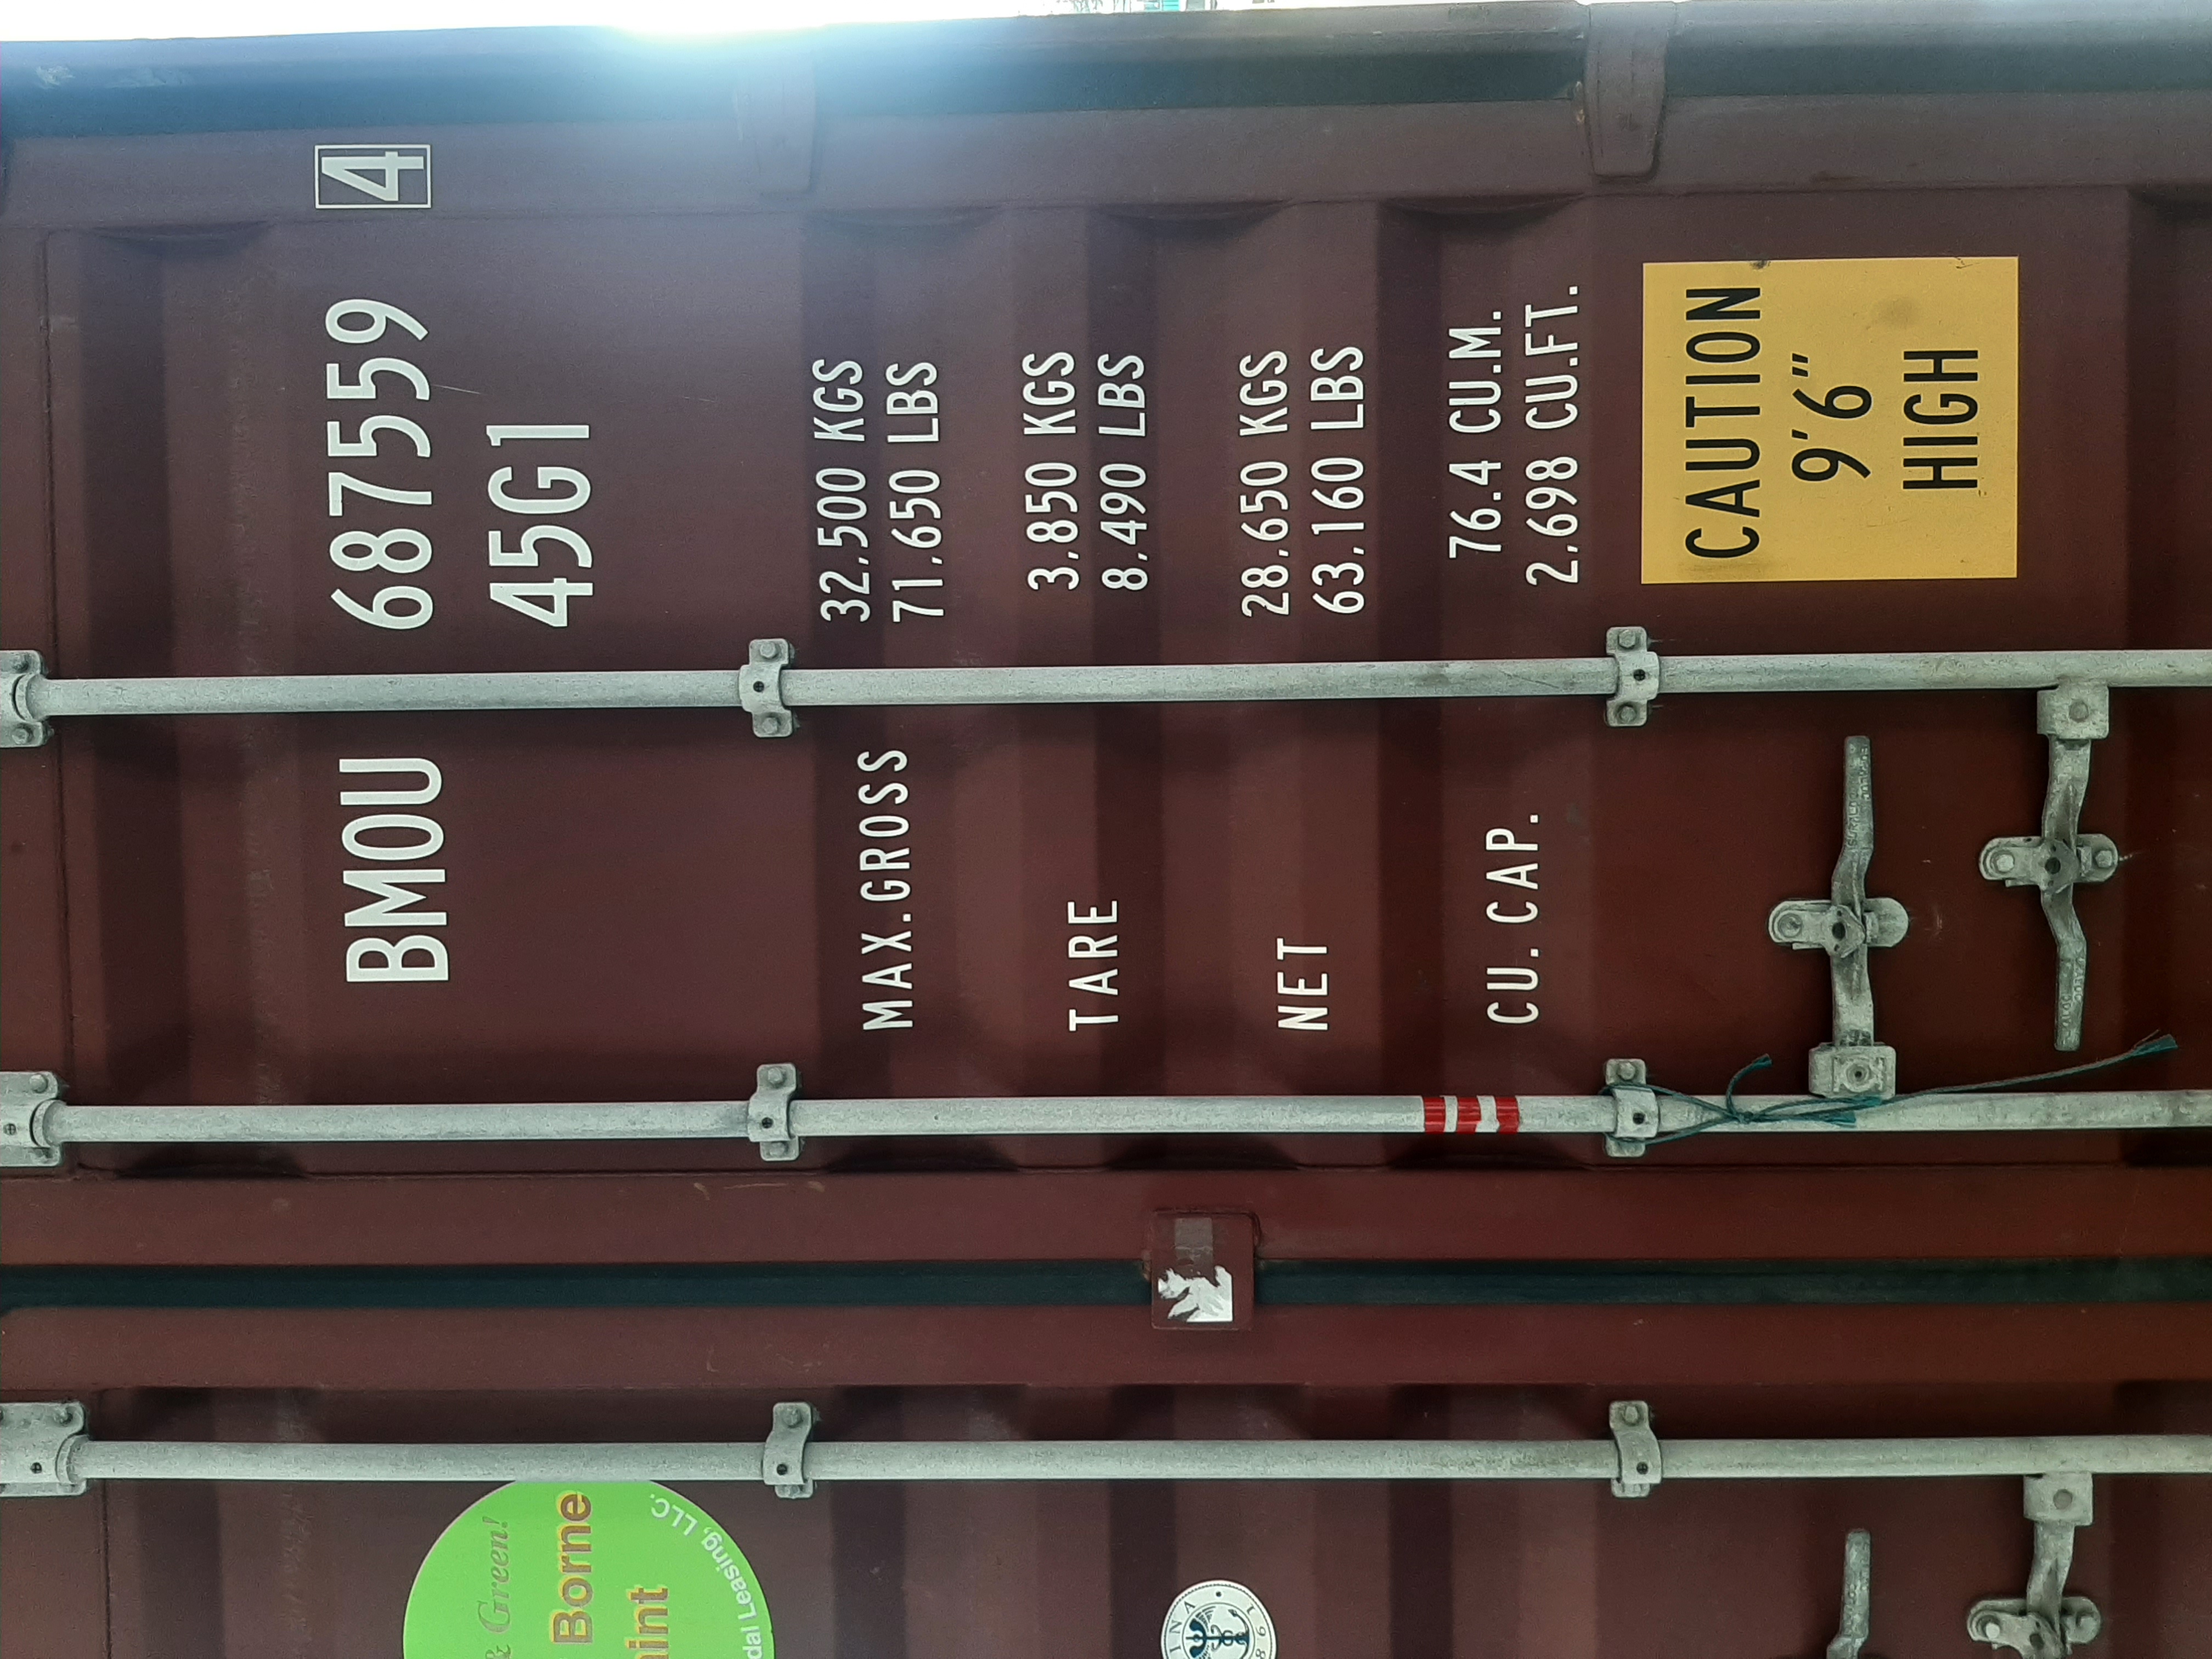 BMOU 687559 4
45G1
MAX.GROSS 32,500 KGS
71,650 LBS
TARE 3,850 KGS
8,490 LBS
NET 28,650 KGS
63,160 LBS
CU. CAP. 76.4 CU.M.
2,698 CU.FT.
CAUTION
9'6"
HIGH
& Green!
Borne
Leasing, LLC.